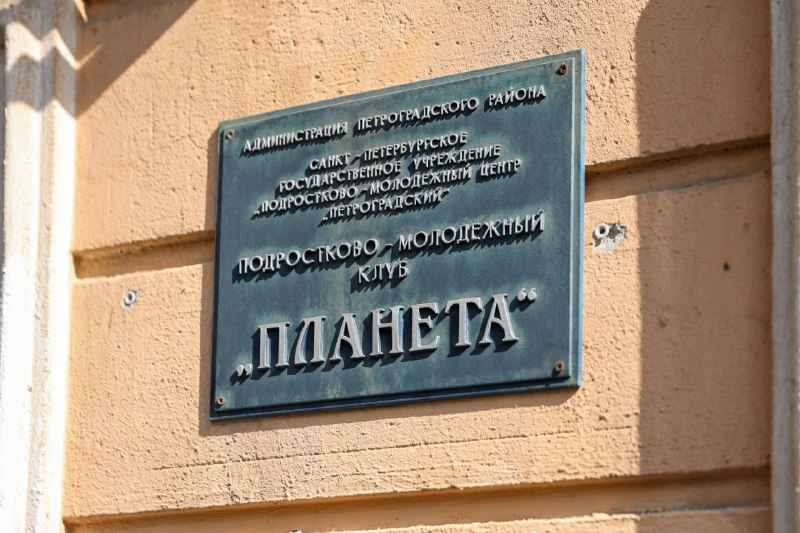 АДМИНИСТРАЦИЯ ПЕТРОГРАДСКОГО РАЙОНА
САНКТ-ПЕТЕРБУРГСКОЕ
ГОСУДАРСТВЕННОЕ УЧРЕЖДЕНИЕ
„ПОДРОСТКОВО-МОЛОДЕЖНЫЙ ЦЕНТР
„ПЕТРОГРАДСКИЙ“
ПОДРОСТКОВО-МОЛОДЕЖНЫЙ
КЛУБ
„ПЛАНЕТА“